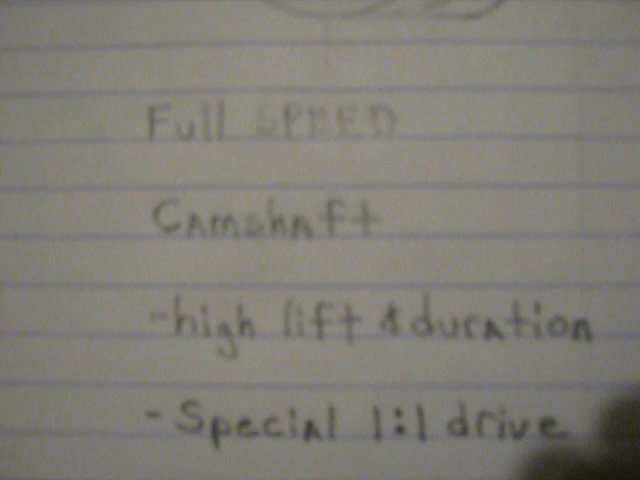 Full SPEED
Camshaft
-high lift & duration
-Special 1:1 drive